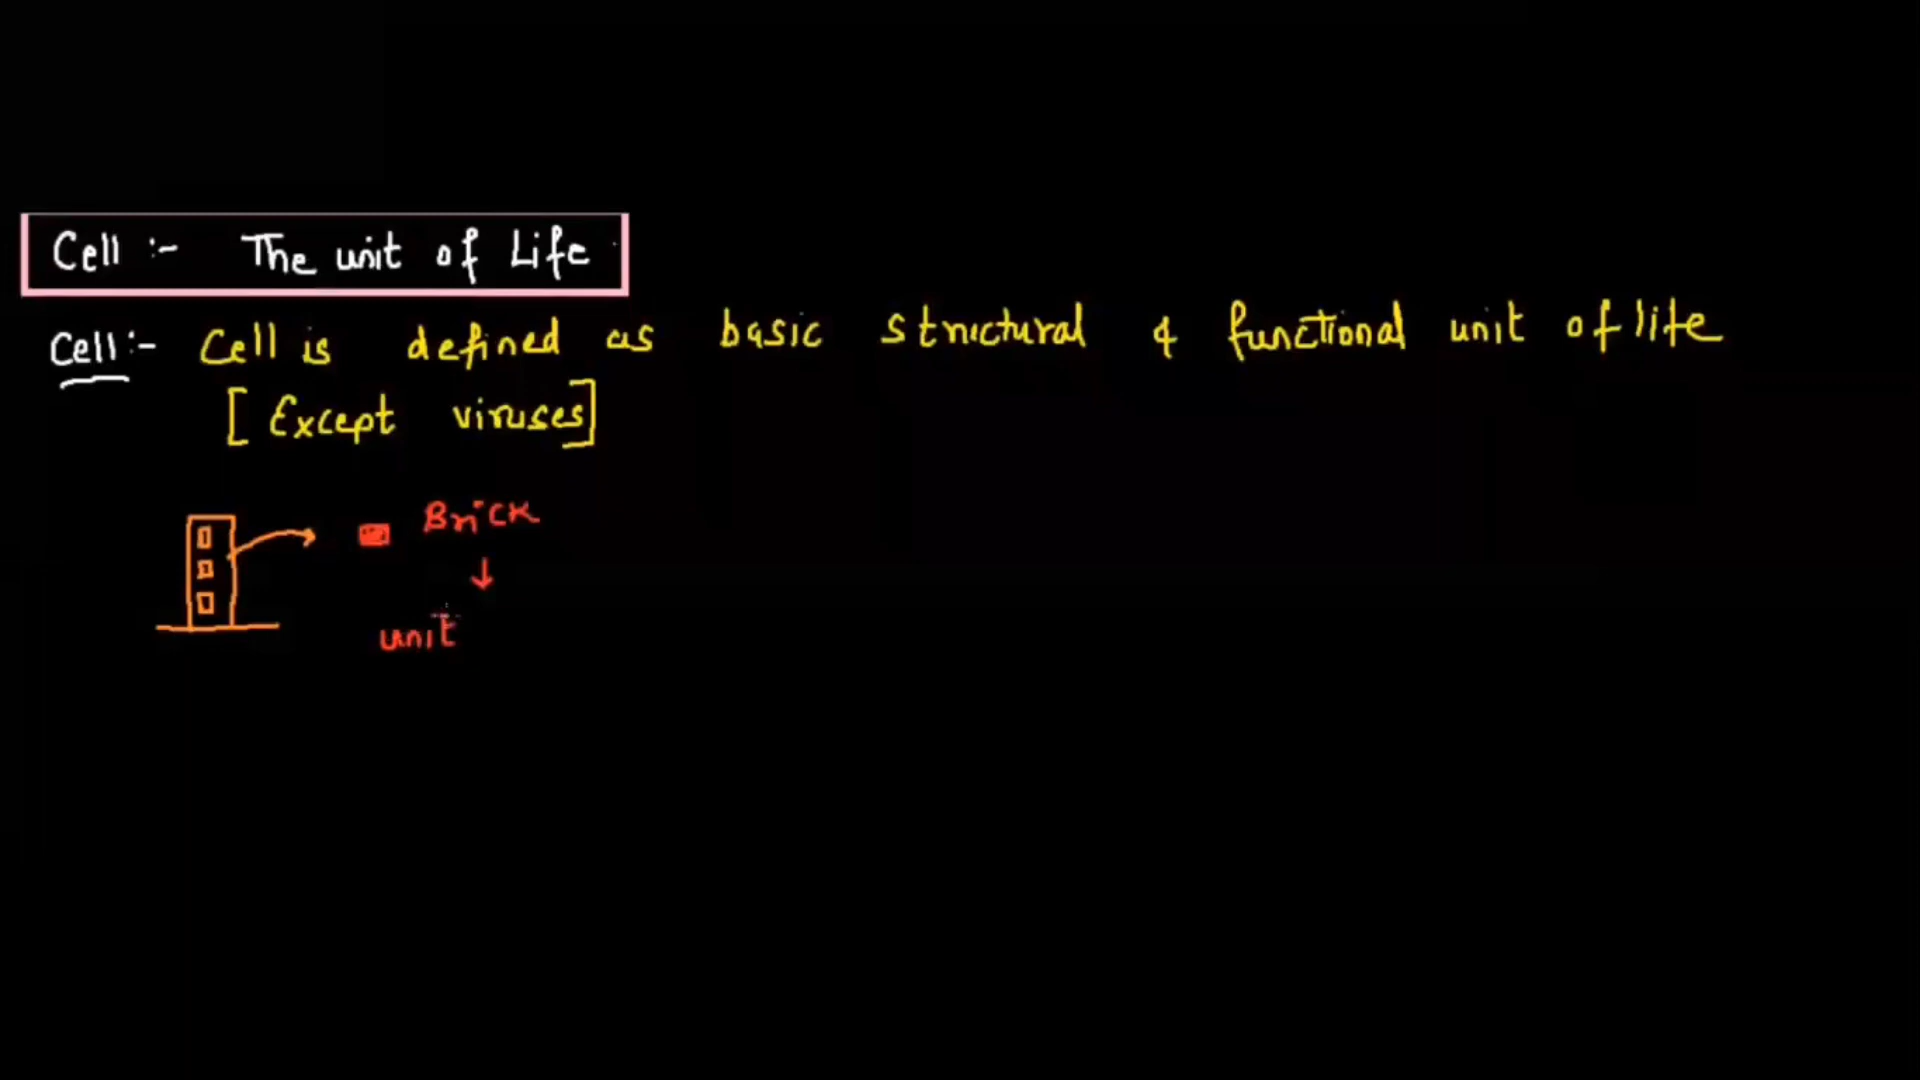 Cell :- The unit of Life
Cell :- Cell is defined as basic structural & functional unit of life
[Except viruses]
Brick
↓
unit